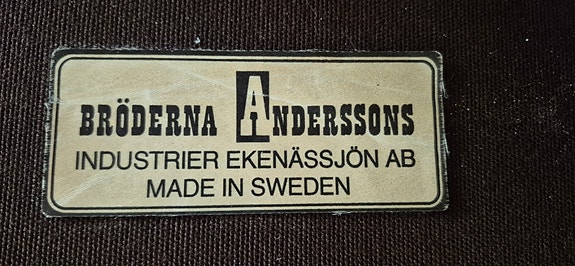 BRÖDERNA ANDERSSONS
INDUSTRIER EKENÄSSJÖN AB
MADE IN SWEDEN